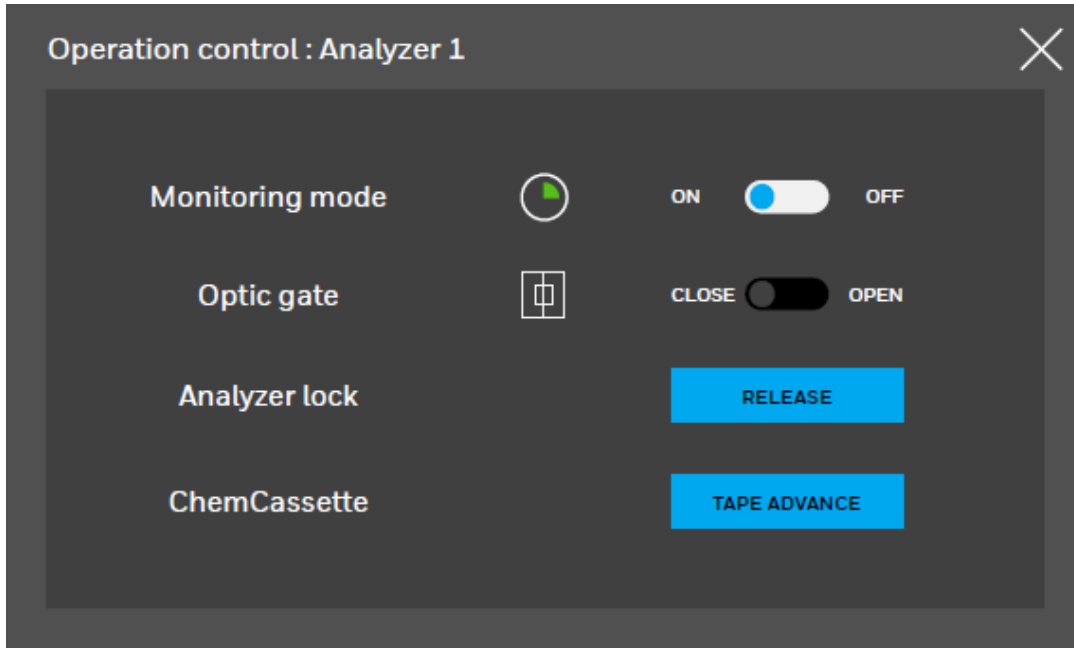 Operation control : Analyzer 1
Monitoring mode ON OFF
Optic gate CLOSE OPEN
Analyzer lock RELEASE
ChemCassette TAPE ADVANCE